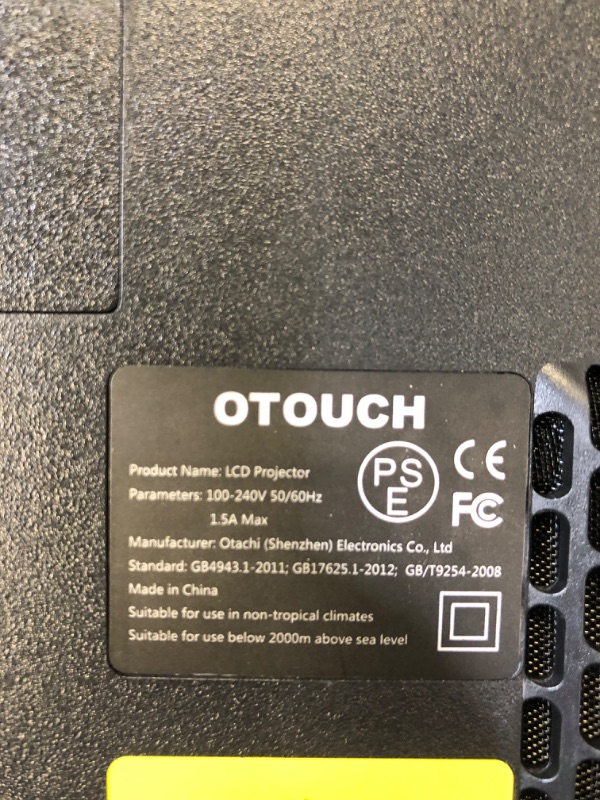 OTOUCH
Product Name: LCD Projector
Parameters: 100-240V 50/60Hz
1.5A Max
PS
E
CE
FC
Manufacturer: Otachi (Shenzhen) Electronics Co., Ltd
Standard: GB4943.1-2011; GB17625.1-2012; GB/T9254-2008
Made in China
Suitable for use in non-tropical climates
Suitable for use below 2000m above sea level